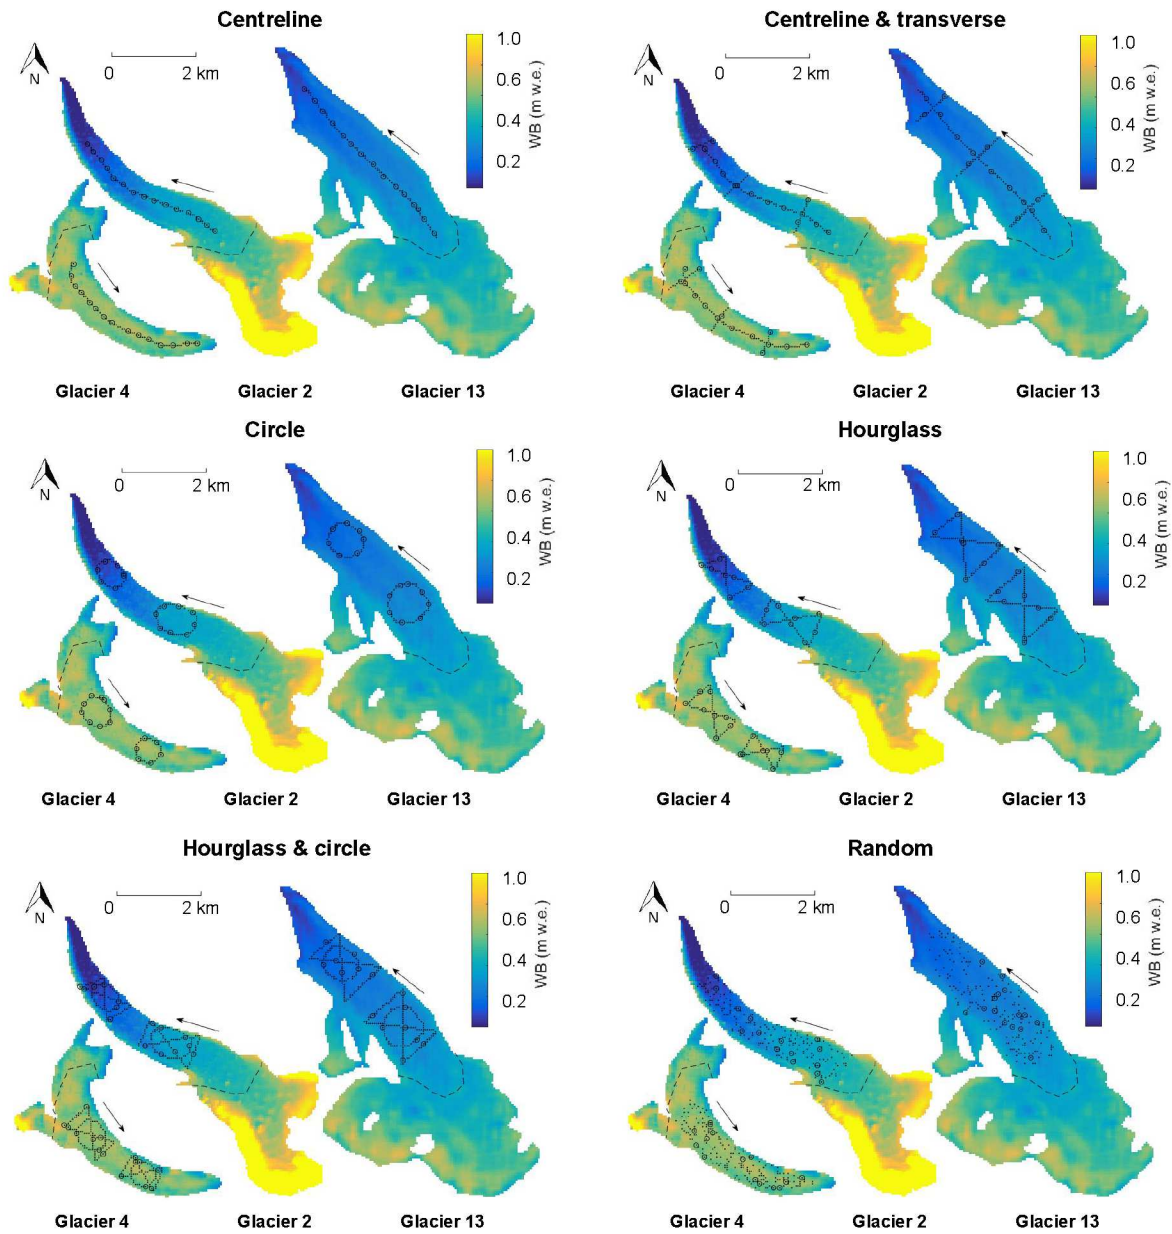 Centreline
N
0 2 km
1.0
0.6
0.4
0.2
WB (m w.e.)
Glacier 4 Glacier 2 Glacier 13
Centreline & transverse
N
0 2 km
1.0
0.6
0.4
0.2
WB (m w.e.)
Glacier 4 Glacier 2 Glacier 13
Circle
N
0 2 km
1.0
0.6
0.4
0.2
WB (m w.e.)
Glacier 4 Glacier 2 Glacier 13
Hourglass
N
0 2 km
1.0
0.6
0.4
0.2
WB (m w.e.)
Glacier 4 Glacier 2 Glacier 13
Hourglass & circle
N
0 2 km
1.0
0.6
0.4
0.2
WB (m w.e.)
Glacier 4 Glacier 2 Glacier 13
Random
N
0 2 km
1.0
0.6
0.4
0.2
WB (m w.e.)
Glacier 4 Glacier 2 Glacier 13